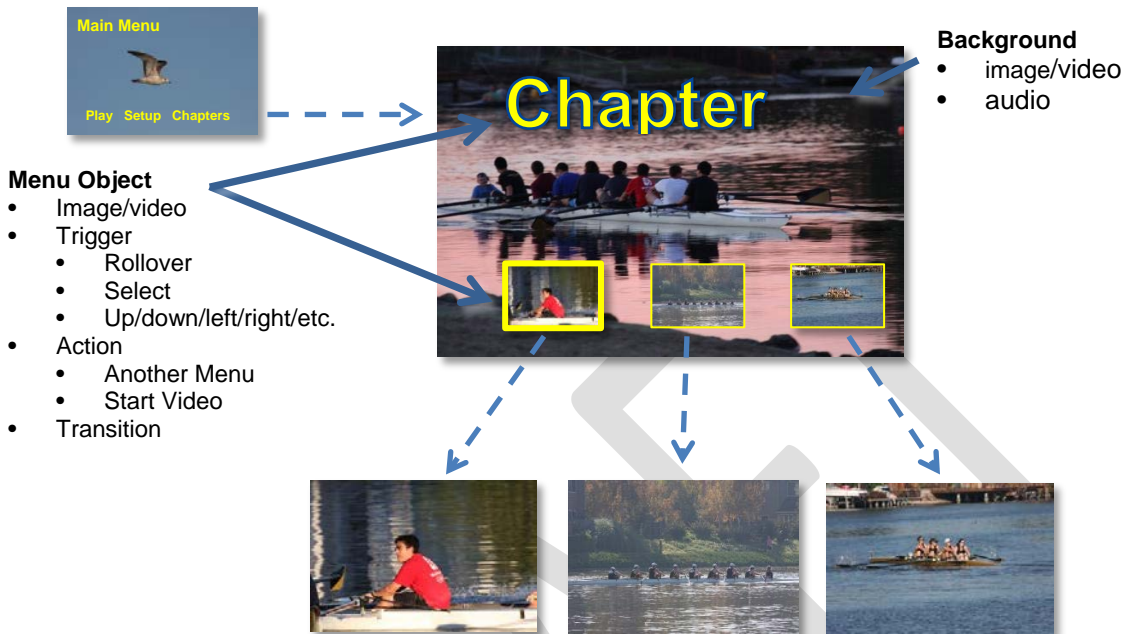 Main Menu
Play Setup Chapters
Chapter
Background
• image/video
• audio
Menu Object
• Image/video
• Trigger
• Rollover
• Select
• Up/down/left/right/etc.
• Action
• Another Menu
• Start Video
• Transition